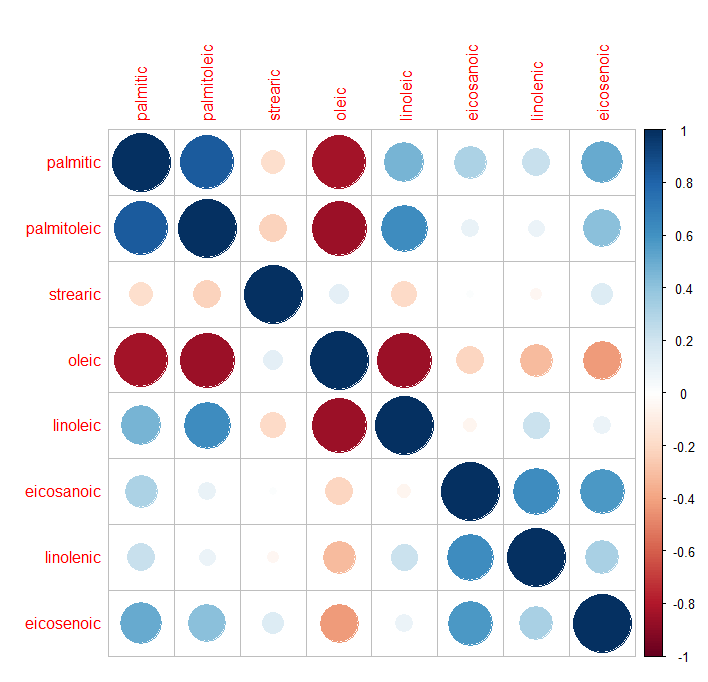 palmitic
palmitoleic
strearic
oleic
linoleic
eicosanoic
linolenic
eicosenoic
palmitic
palmitoleic
strearic
oleic
linoleic
eicosanoic
linolenic
eicosenoic
1
0.8
0.6
0.4
0.2
0
-0.2
-0.4
-0.6
-0.8
-1